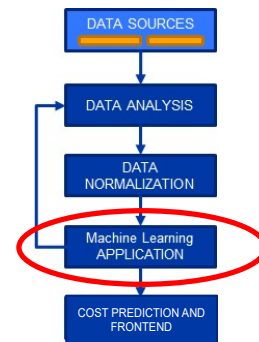 DATA SOURCES
DATA ANALYSIS
DATA
NORMALIZATION
Machine Learning
APPLICATION
COST PREDICTION AND
FRONTEND